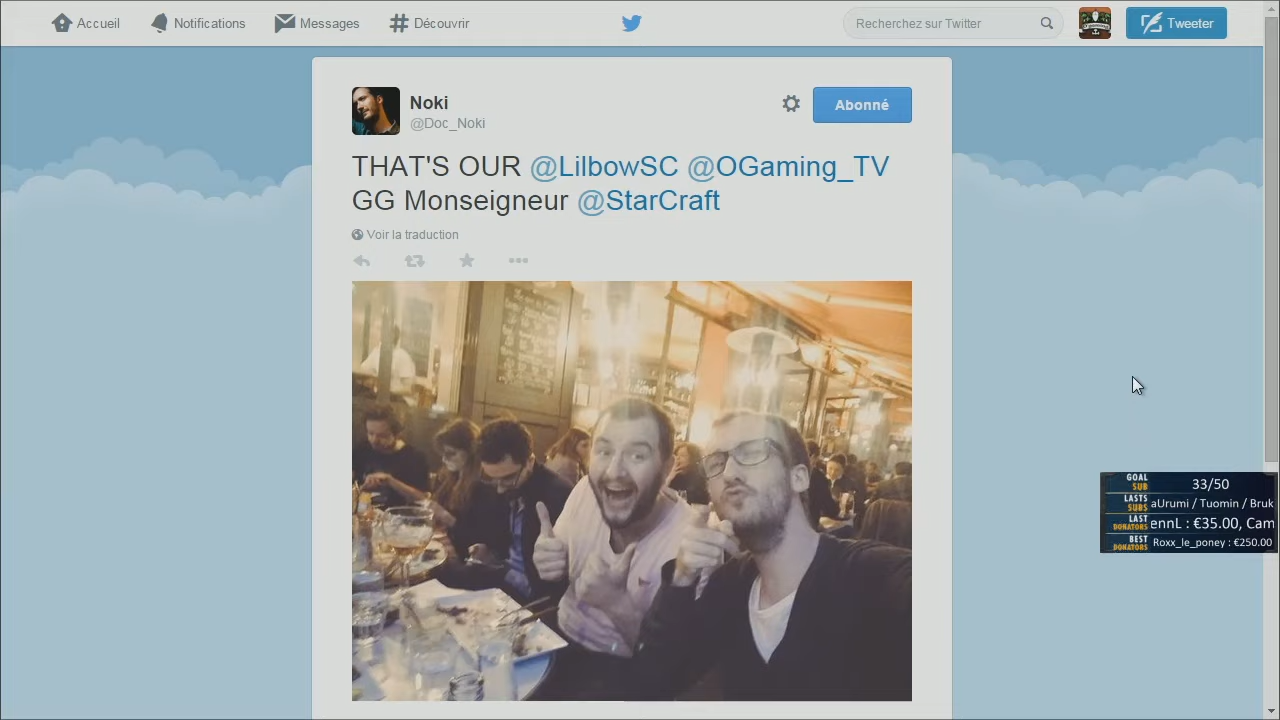 Accueil
Notifications
Messages
Découvrir
Recherchez sur Twitter
Tweeter
Noki
@Doc_Noki
Abonné
THAT'S OUR @LilbowSC @OGaming_TV
GG Monseigneur @StarCraft
Voir la traduction
GOAL SUB 33/50
LASTS SUBS aUrumi / Tuomin / Bruk
LAST DONATORS ennL : €35.00, Cam
BEST DONATORS Roxx_le_poney : €250.00